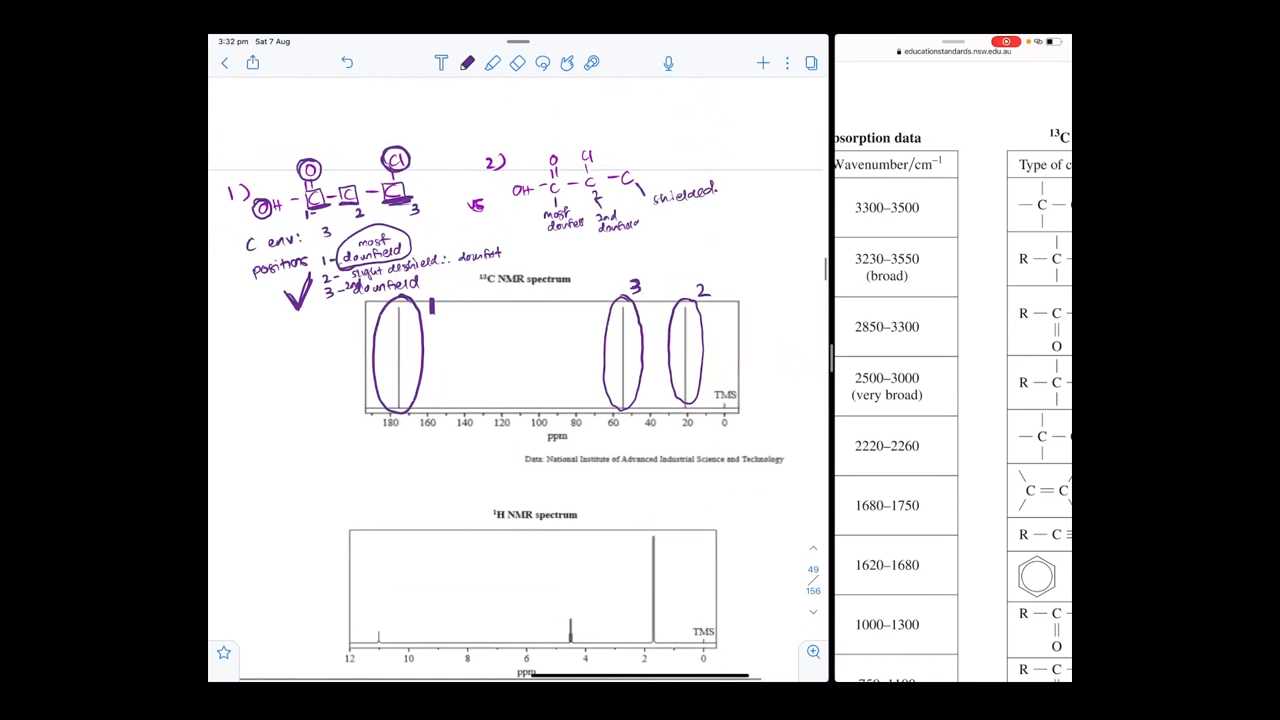 3:32 pm Sat 7 Aug
educationstandards.nsw.edu.au
1)
O
Cl
OH - C - C - C
1 2 3
C env: 3
positions 1 - most downfield
2 - slight deshield ∴ downfield
3 - 2nd downfield
vs
2)
O Cl
OH - C - C - C
most downfield
2nd downfield
shielded.
¹³C NMR spectrum
1 3 2
TMS
180 160 140 120 100 80 60 40 20 0
ppm
Data: National Institute of Advanced Industrial Science and Technology
¹H NMR spectrum
TMS
12 10 8 6 4 2 0
ppm
49
/
156
bsorption data
Wavenumber/cm⁻¹
3300–3500
3230–3550
(broad)
2850–3300
2500–3000
(very broad)
2220–2260
1680–1750
1620–1680
1000–1300
¹³C
Type of c
— C —
R — C
R — C
O
R — C
— C —
C = C
R — C ≡
R — C
O
R — C